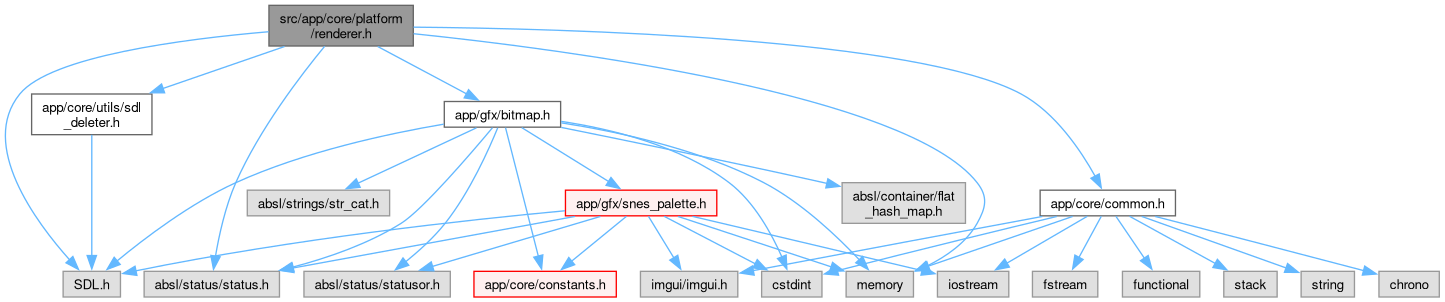 src/app/core/platform
/renderer.h
app/core/utils/sdl
_deleter.h
app/gfx/bitmap.h
absl/strings/str_cat.h
app/gfx/snes_palette.h
absl/container/flat
_hash_map.h
app/core/common.h
SDL.h
absl/status/status.h
absl/status/statusor.h
app/core/constants.h
imgui/imgui.h
cstdint
memory
iostream
fstream
functional
stack
string
chrono